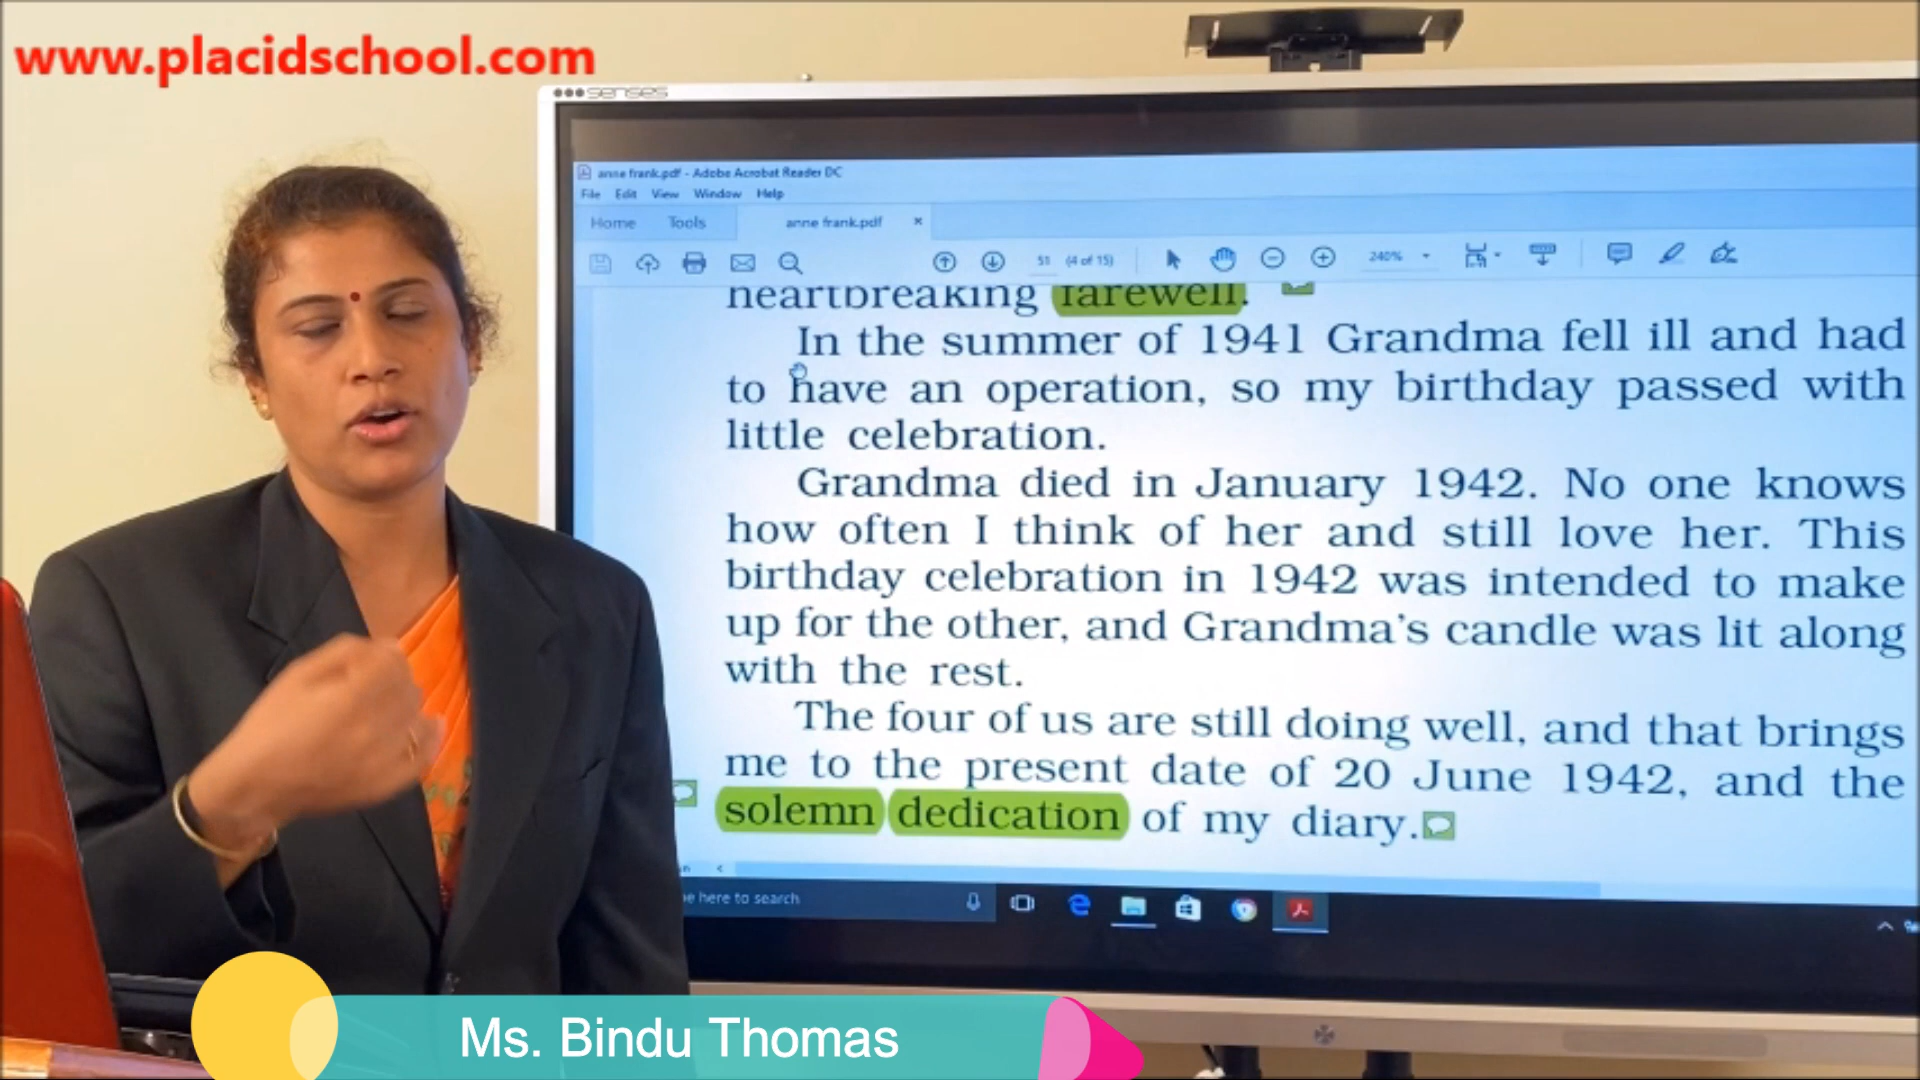 www.placidschool.com
senses
anne frank.pdf - Adobe Acrobat Reader DC
File Edit View Window Help
Home Tools anne frank.pdf ×
51 (4 of 15) 240%
heartbreaking farewell.
In the summer of 1941 Grandma fell ill and had
to have an operation, so my birthday passed with
little celebration.
Grandma died in January 1942. No one knows
how often I think of her and still love her. This
birthday celebration in 1942 was intended to make
up for the other, and Grandma's candle was lit along
with the rest.
The four of us are still doing well, and that brings
me to the present date of 20 June 1942, and the
solemn dedication of my diary.
here to search
Ms. Bindu Thomas